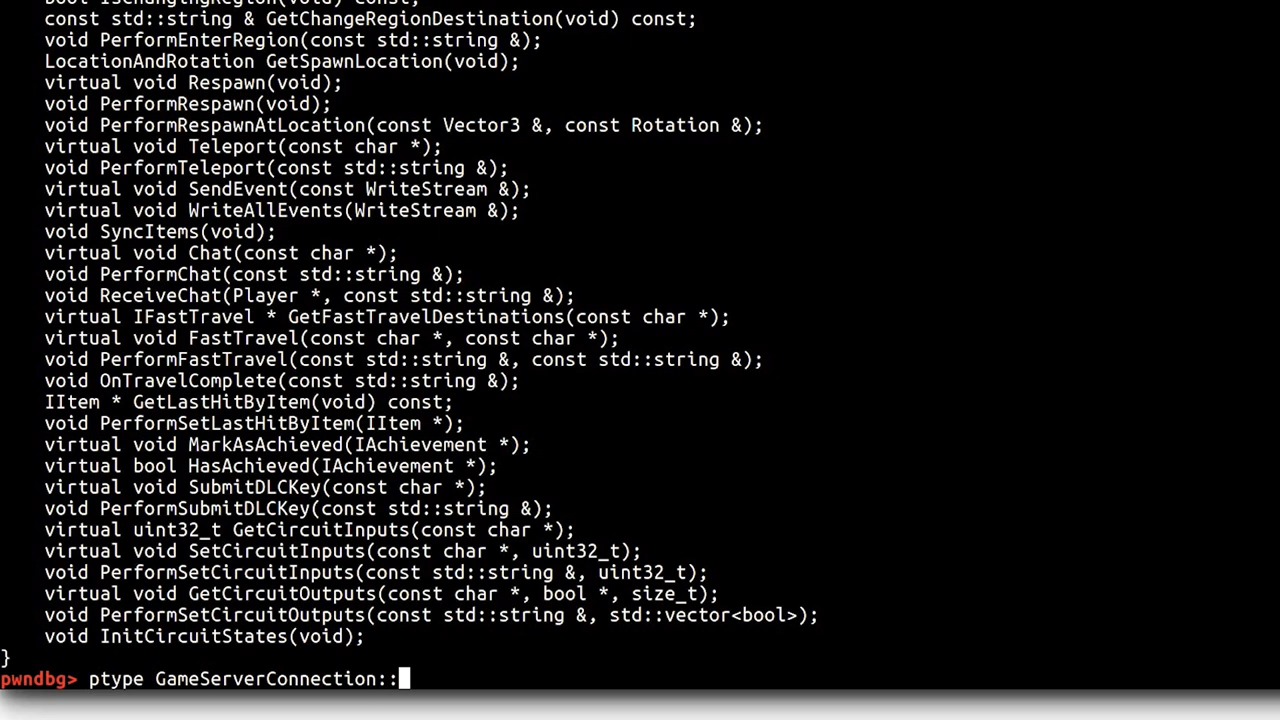 bool IsChangingRegion(void) const;
const std::string & GetChangeRegionDestination(void) const;
void PerformEnterRegion(const std::string &);
LocationAndRotation GetSpawnLocation(void);
virtual void Respawn(void);
void PerformRespawn(void);
void PerformRespawnAtLocation(const Vector3 &, const Rotation &);
virtual void Teleport(const char *);
void PerformTeleport(const std::string &);
virtual void SendEvent(const WriteStream &);
virtual void WriteAllEvents(WriteStream &);
void SyncItems(void);
virtual void Chat(const char *);
void PerformChat(const std::string &);
void ReceiveChat(Player *, const std::string &);
virtual IFastTravel * GetFastTravelDestinations(const char *);
virtual void FastTravel(const char *, const char *);
void PerformFastTravel(const std::string &, const std::string &);
void OnTravelComplete(const std::string &);
IItem * GetLastHitByItem(void) const;
void PerformSetLastHitByItem(IItem *);
virtual void MarkAsAchieved(IAchievement *);
virtual bool HasAchieved(IAchievement *);
virtual void SubmitDLCKey(const char *);
void PerformSubmitDLCKey(const std::string &);
virtual uint32_t GetCircuitInputs(const char *);
virtual void SetCircuitInputs(const char *, uint32_t);
void PerformSetCircuitInputs(const std::string &, uint32_t);
virtual void GetCircuitOutputs(const char *, bool *, size_t);
void PerformSetCircuitOutputs(const std::string &, std::vector<bool>);
void InitCircuitStates(void);
}
pwndbg> ptype GameServerConnection::